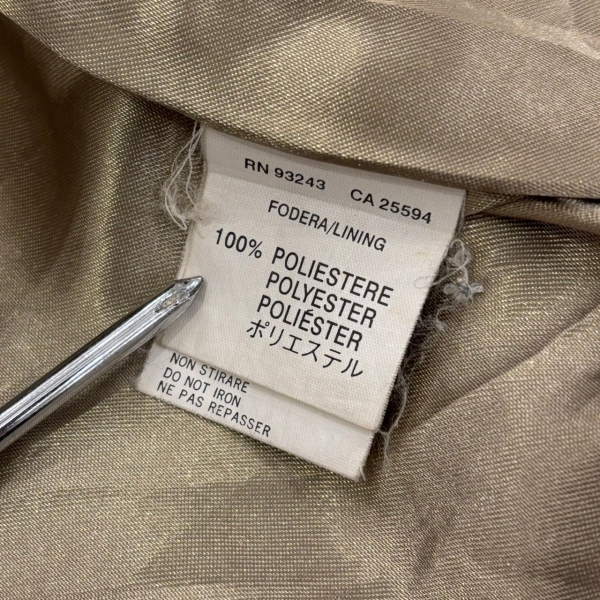 RN 93243 CA 25594
FODERA/LINING
100% POLIESTERE
POLYESTER
POLIÉSTER
ポリエステル
NON STIRARE
DO NOT IRON
NE PAS REPASSER